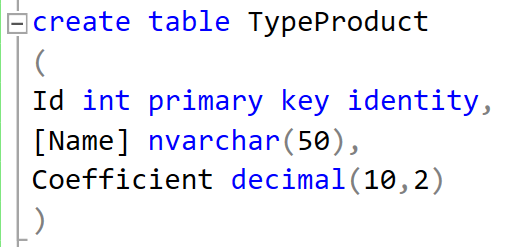 create table TypeProduct
(
Id int primary key identity,
[Name] nvarchar(50),
Coefficient decimal(10,2)
)